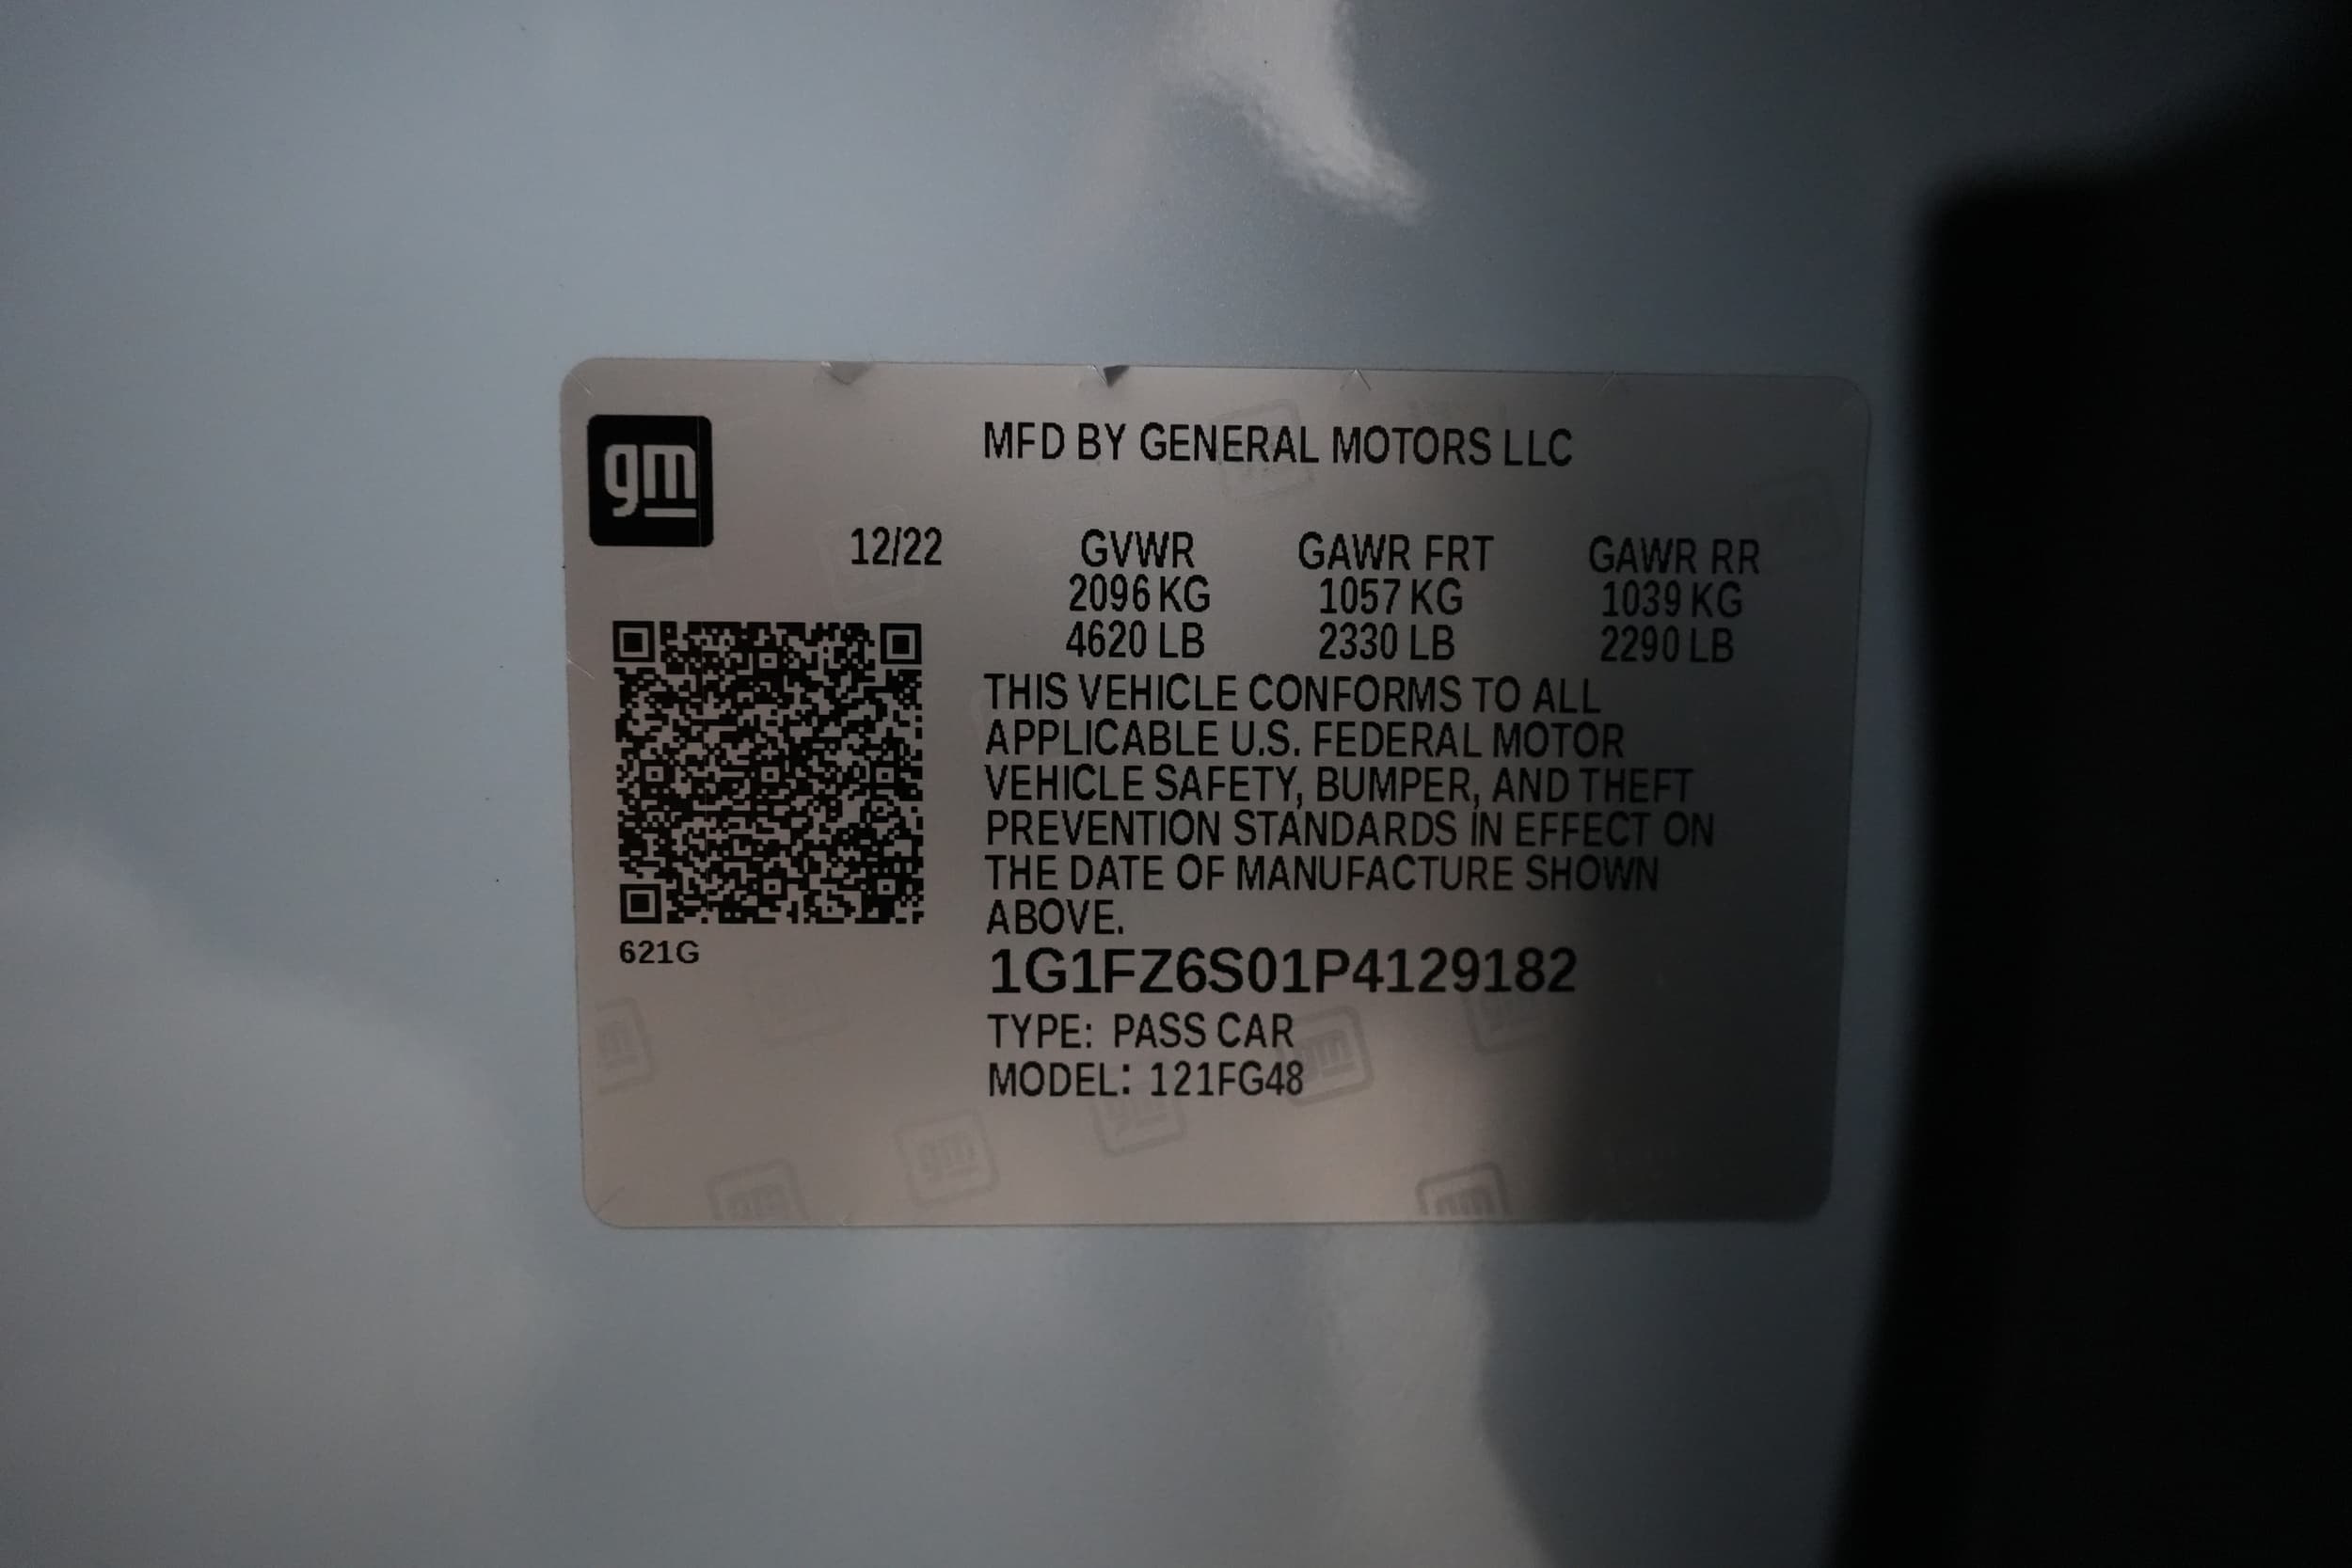 gm
MFD BY GENERAL MOTORS LLC
12/22 GVWR GAWR FRT GAWR RR
2096 KG 1057 KG 1039 KG
4620 LB 2330 LB 2290 LB
THIS VEHICLE CONFORMS TO ALL
APPLICABLE U.S. FEDERAL MOTOR
VEHICLE SAFETY, BUMPER, AND THEFT
PREVENTION STANDARDS IN EFFECT ON
THE DATE OF MANUFACTURE SHOWN
ABOVE.
621G
1G1FZ6S01P4129182
TYPE: PASS CAR
MODEL: 121FG48